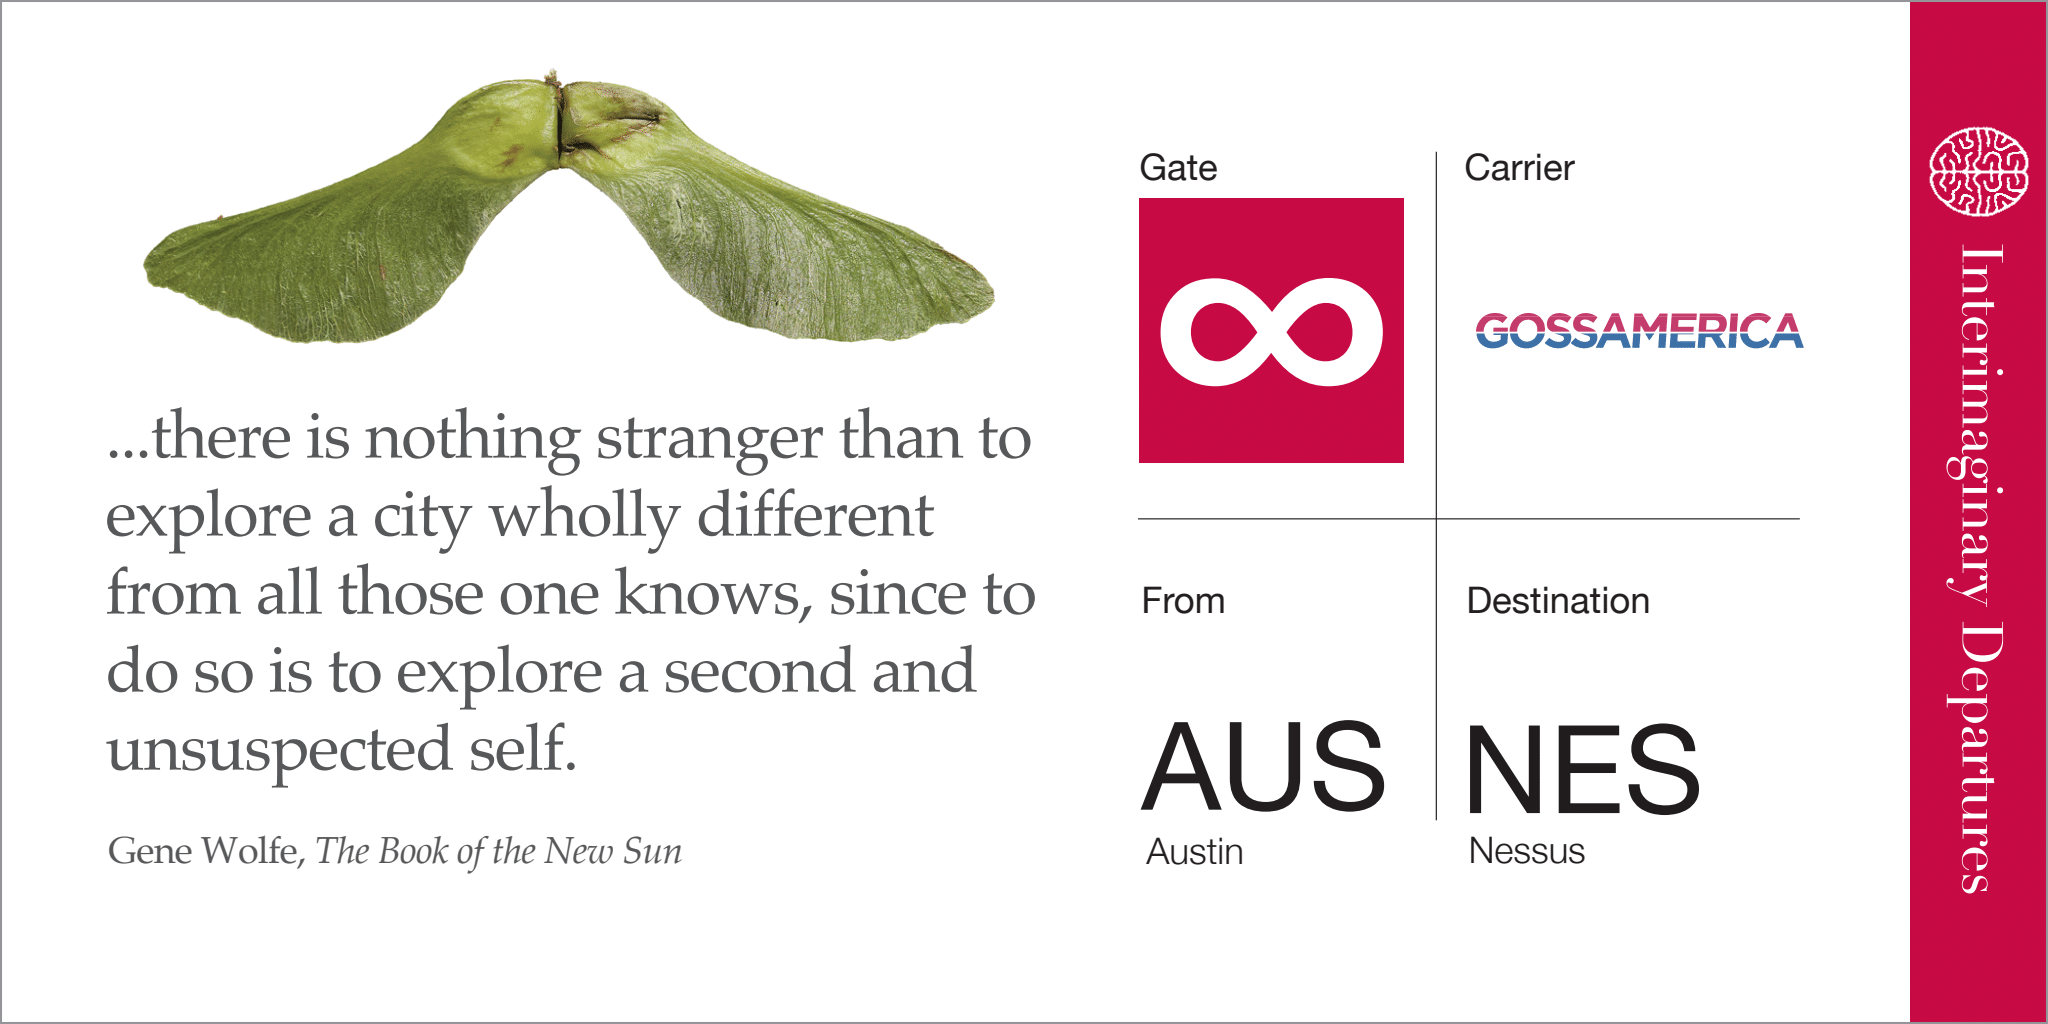 ...there is nothing stranger than to
explore a city wholly different
from all those one knows, since to
do so is to explore a second and
unsuspected self.
Gene Wolfe, The Book of the New Sun
Gate
∞
Carrier
GOSSAMERICA
From
AUS
Austin
Destination
NES
Nessus
Interimaginary Departures